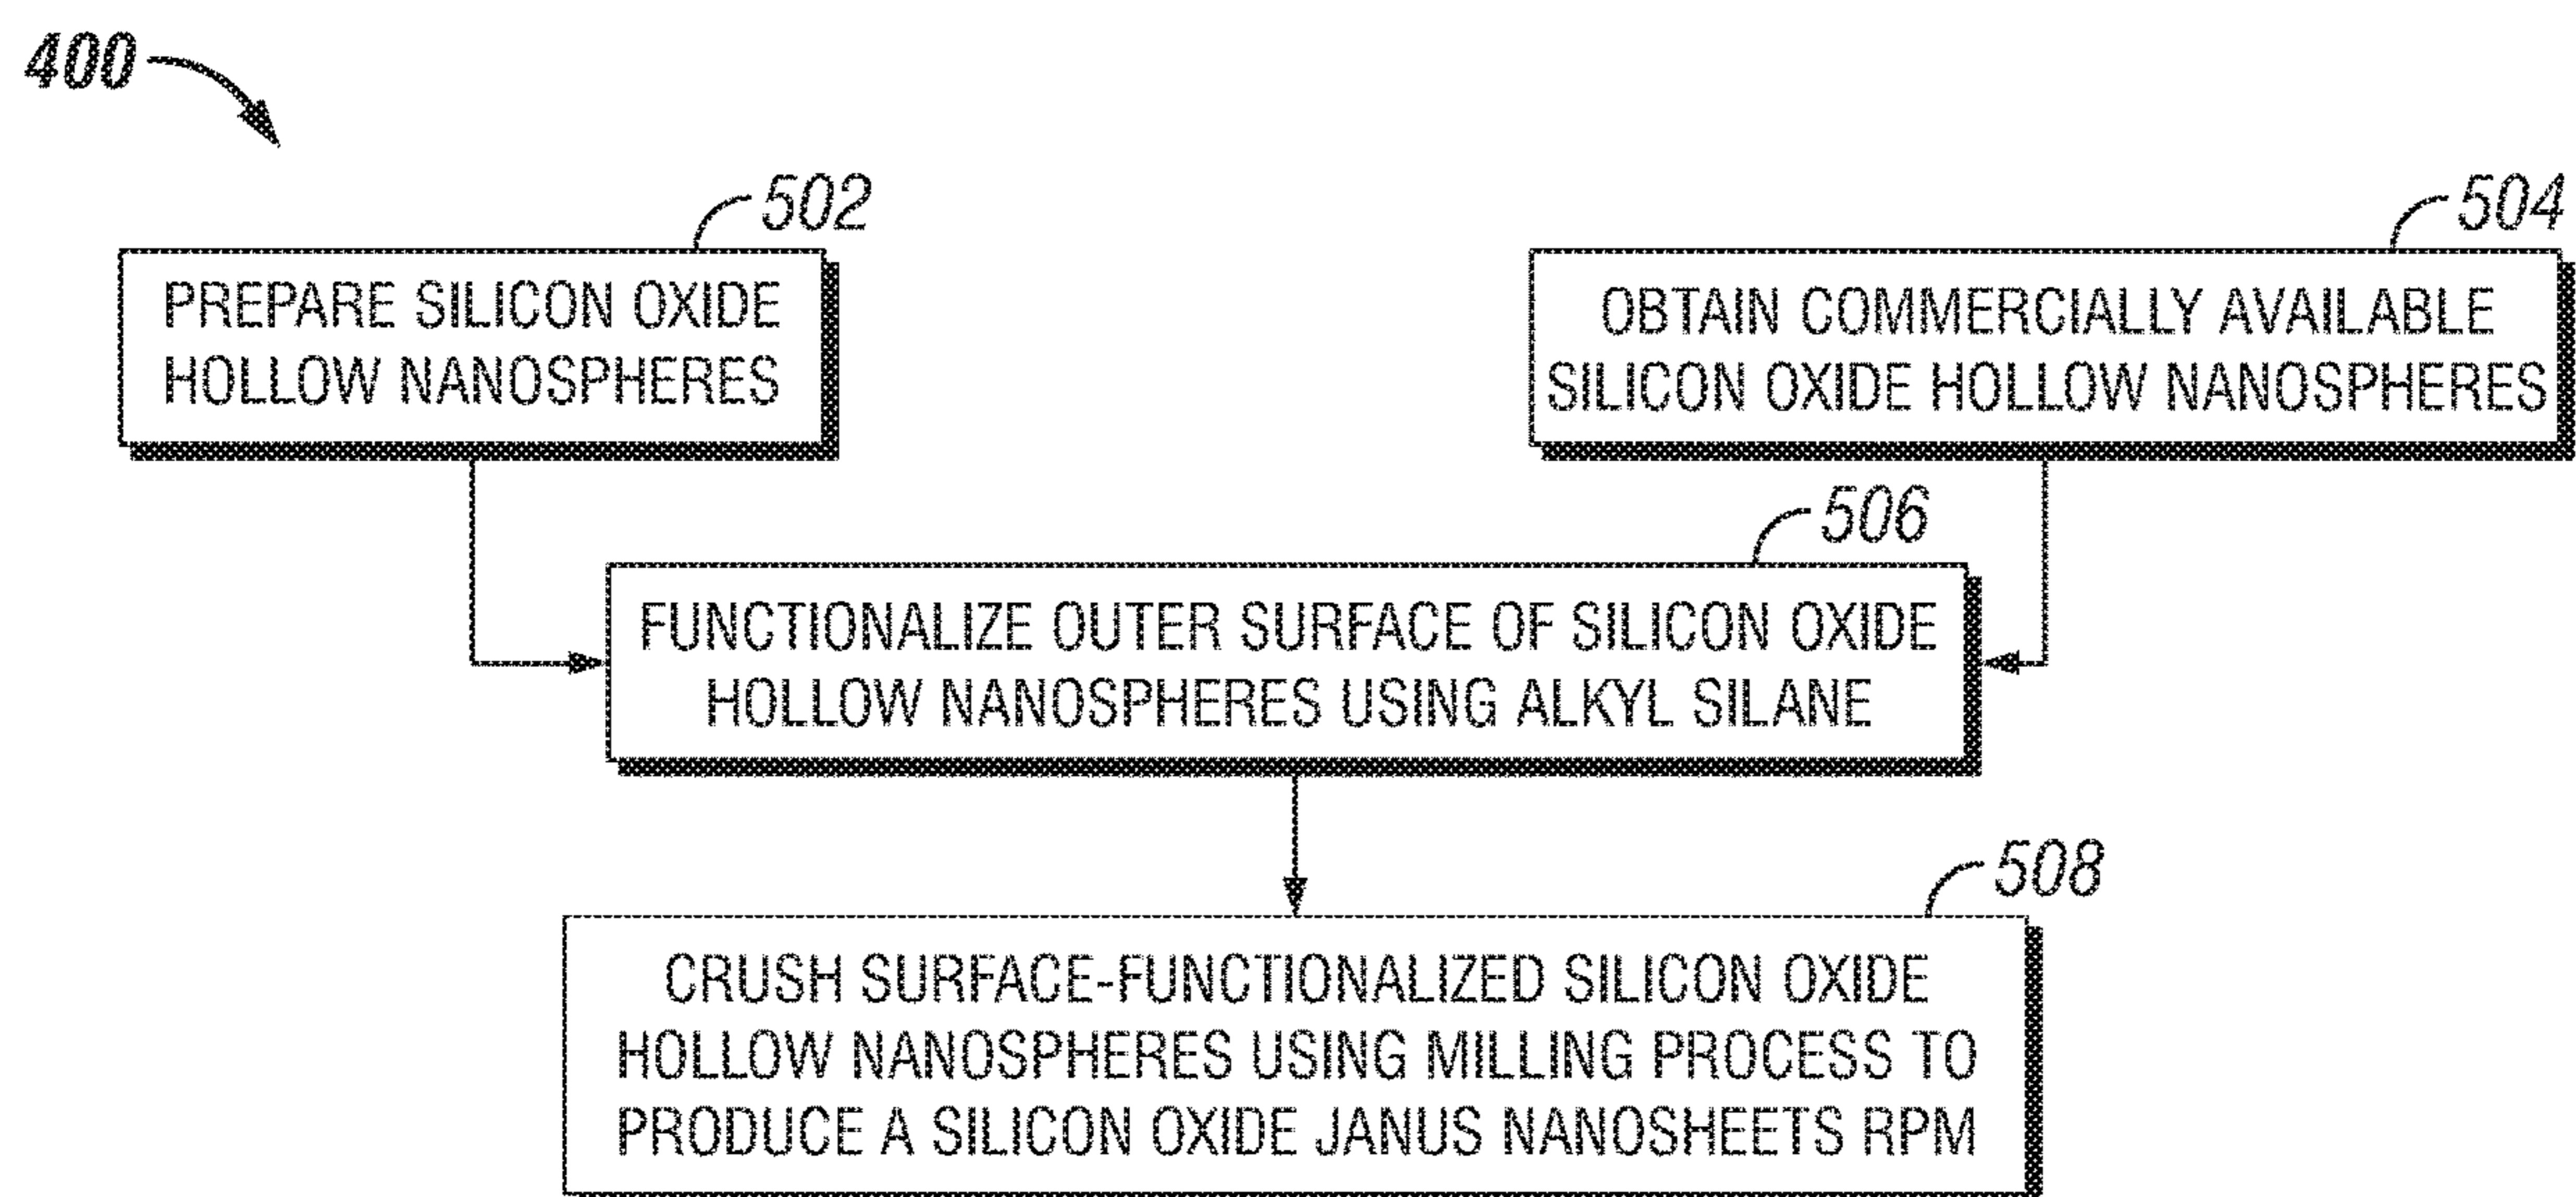 400
502
PREPARE SILICON OXIDE
HOLLOW NANOSPHERES
504
OBTAIN COMMERCIALLY AVAILABLE
SILICON OXIDE HOLLOW NANOSPHERES
506
FUNCTIONALIZE OUTER SURFACE OF SILICON OXIDE
HOLLOW NANOSPHERES USING ALKYL SILANE
508
CRUSH SURFACE-FUNCTIONALIZED SILICON OXIDE
HOLLOW NANOSPHERES USING MILLING PROCESS TO
PRODUCE A SILICON OXIDE JANUS NANOSHEETS RPM